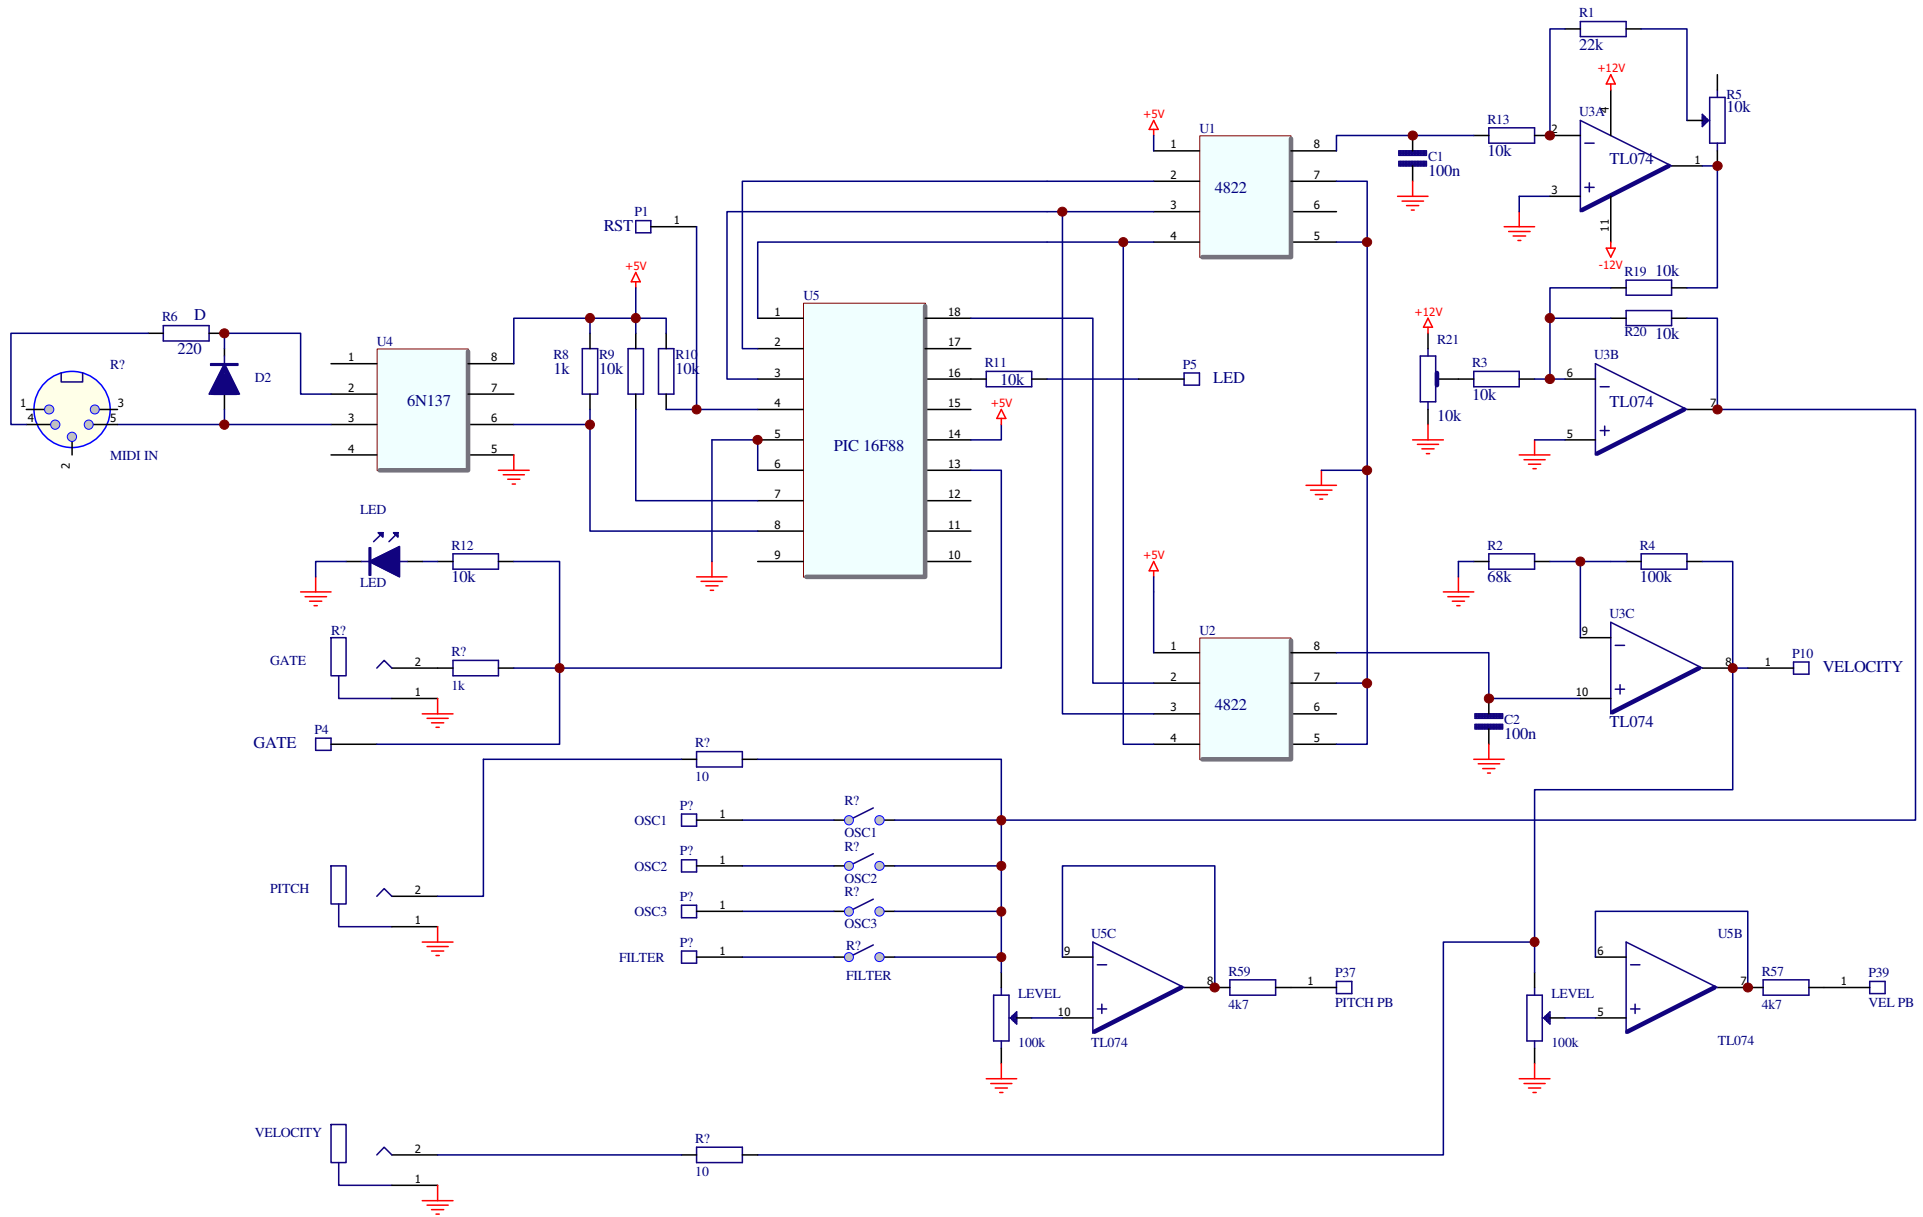 R1
22k
+12V
4
U3A
R5
10k
+5V
U1
R13
10k
2
TL074
1
C1
100n
3
11
-12V
1
2
3
4
4822
8
7
6
5
P1
RST
1
+5V
R19
10k
R20
10k
+12V
R21
10k
R3
10k
U3B
6
TL074
7
5
R6
D
220
D2
R?
1
4
3
5
2
MIDI IN
U4
1
2
3
4
6N137
8
7
6
5
R8
1k
R9
10k
R10
10k
U5
1
2
3
4
5
6
7
8
9
PIC 16F88
18
17
16
15
14
13
12
11
10
R11
10k
P5
LED
+5V
LED
LED
R12
10k
R?
GATE
2
R?
1k
1
GATE
P4
+5V
U2
1
2
3
4
4822
8
7
6
5
R2
68k
R4
100k
U3C
9
8
10
TL074
1
P10
VELOCITY
C2
100n
R?
10
OSC1
P?
1
R?
OSC1
OSC2
P?
1
R?
OSC2
OSC3
P?
1
R?
OSC3
FILTER
P?
1
R?
FILTER
PITCH
2
1
LEVEL
100k
U5C
9
10
8
TL074
R59
4k7
1
P37
PITCH PB
LEVEL
100k
U5B
6
5
7
TL074
R57
4k7
1
P39
VEL PB
VELOCITY
2
1
R?
10